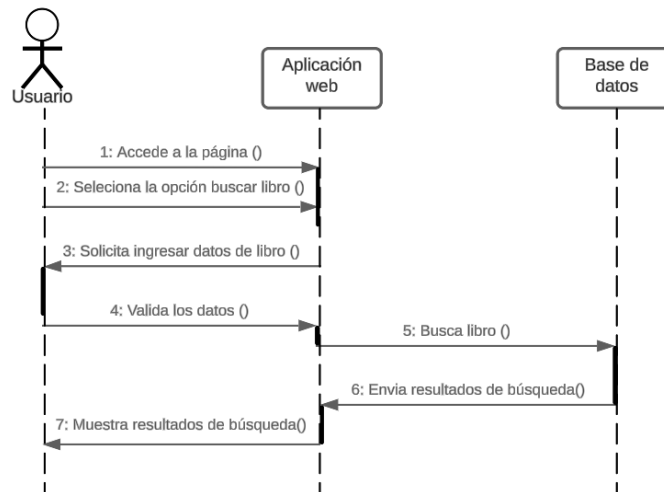 Usuario
Aplicación
web
Base de
datos
1: Accede a la página ()
2: Seleciona la opción buscar libro ()
3: Solicita ingresar datos de libro ()
4: Valida los datos ()
5: Busca libro ()
6: Envia resultados de búsqueda()
7: Muestra resultados de búsqueda()